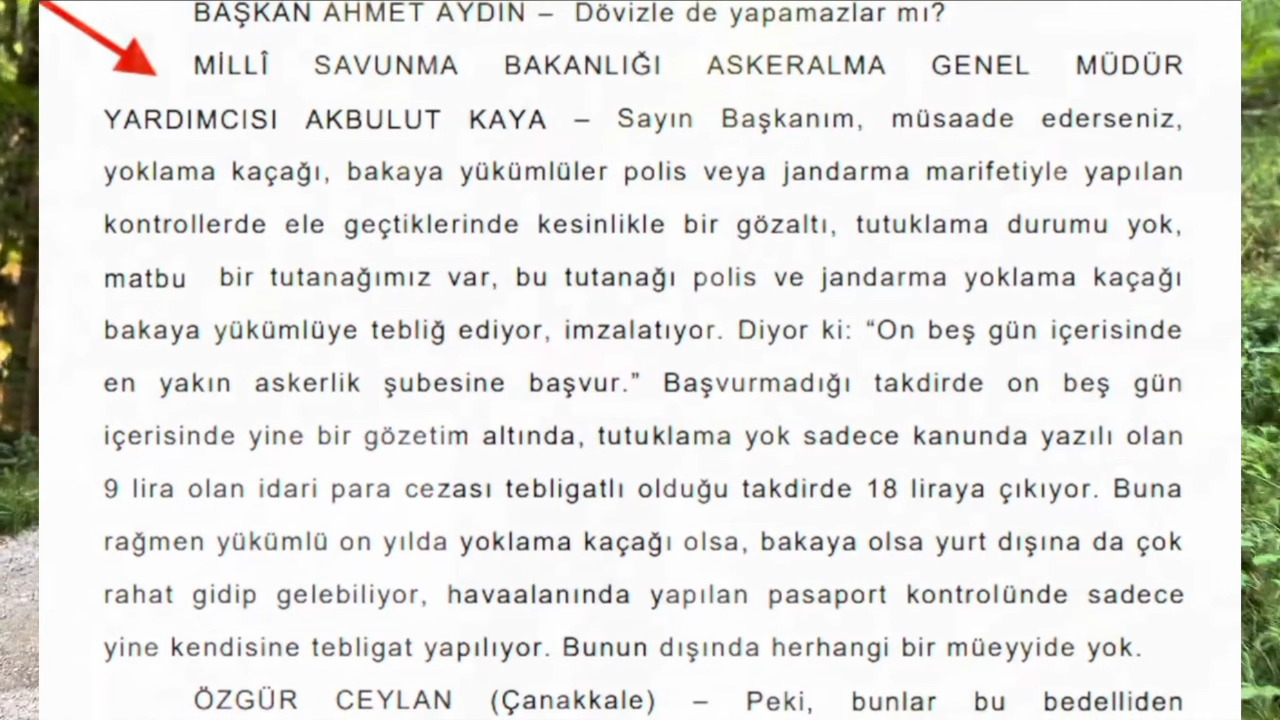 BAŞKAN AHMET AYDIN – Dövizle de yapamazlar mı?
MİLLÎ SAVUNMA BAKANLIĞI ASKERALMA GENEL MÜDÜR
YARDIMCISI AKBULUT KAYA – Sayın Başkanım, müsaade ederseniz,
yoklama kaçağı, bakaya yükümlüler polis veya jandarma marifetiyle yapılan
kontrollerde ele geçtiklerinde kesinlikle bir gözaltı, tutuklama durumu yok,
matbu bir tutanağımız var, bu tutanağı polis ve jandarma yoklama kaçağı
bakaya yükümlüye tebliğ ediyor, imzalatıyor. Diyor ki: “On beş gün içerisinde
en yakın askerlik şubesine başvur.” Başvurmadığı takdirde on beş gün
içerisinde yine bir gözetim altında, tutuklama yok sadece kanunda yazılı olan
9 lira olan idari para cezası tebligatlı olduğu takdirde 18 liraya çıkıyor. Buna
rağmen yükümlü on yılda yoklama kaçağı olsa, bakaya olsa yurt dışına da çok
rahat gidip gelebiliyor, havaalanında yapılan pasaport kontrolünde sadece
yine kendisine tebligat yapılıyor. Bunun dışında herhangi bir müeyyide yok.
ÖZGÜR CEYLAN (Çanakkale) – Peki, bunlar bu bedelliden